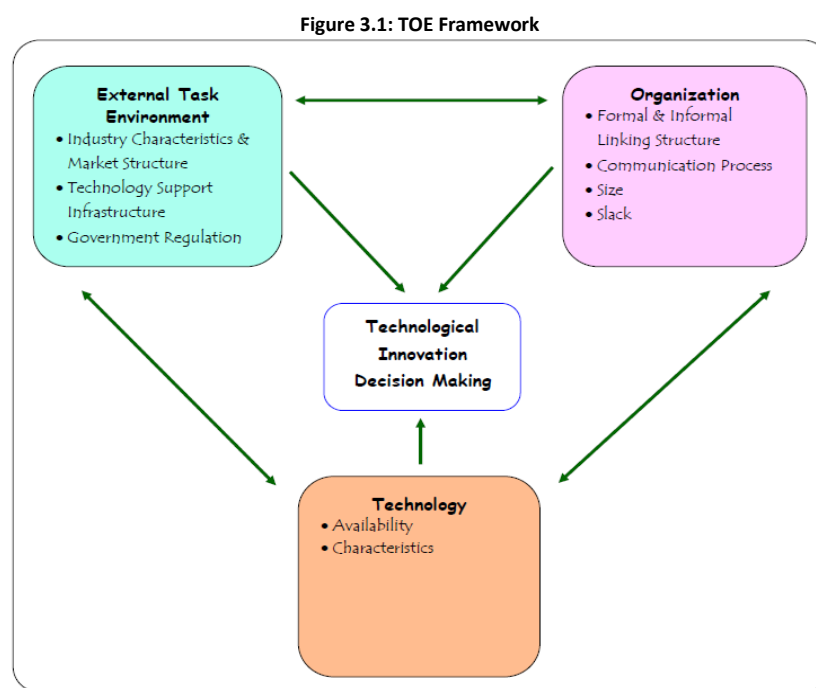 Figure 3.1: TOE Framework
External Task
Environment
• Industry Characteristics &
Market Structure
• Technology Support
Infrastructure
• Government Regulation
Organization
• Formal & Informal
Linking Structure
• Communication Process
• Size
• Slack
Technological
Innovation
Decision Making
Technology
• Availability
• Characteristics